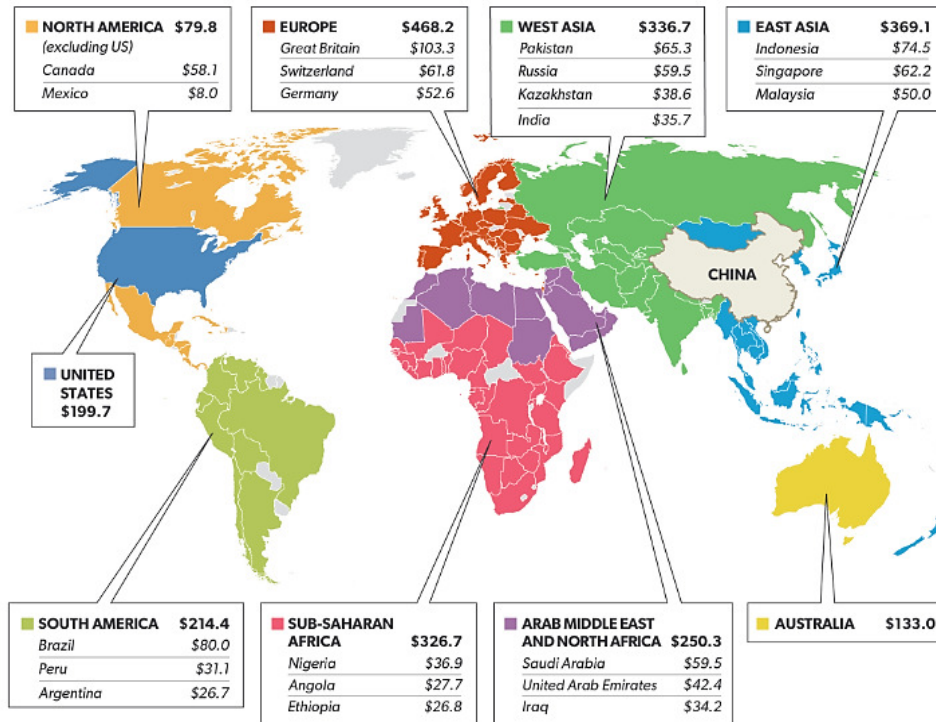 NORTH AMERICA $79.8
(excluding US)
Canada $58.1
Mexico $8.0
EUROPE $468.2
Great Britain $103.3
Switzerland $61.8
Germany $52.6
WEST ASIA $336.7
Pakistan $65.3
Russia $59.5
Kazakhstan $38.6
India $35.7
EAST ASIA $369.1
Indonesia $74.5
Singapore $62.2
Malaysia $50.0
CHINA
UNITED
STATES
$199.7
SOUTH AMERICA $214.4
Brazil $80.0
Peru $31.1
Argentina $26.7
SUB-SAHARAN
AFRICA $326.7
Nigeria $36.9
Angola $27.7
Ethiopia $26.8
ARAB MIDDLE EAST
AND NORTH AFRICA $250.3
Saudi Arabia $59.5
United Arab Emirates $42.4
Iraq $34.2
AUSTRALIA $133.0